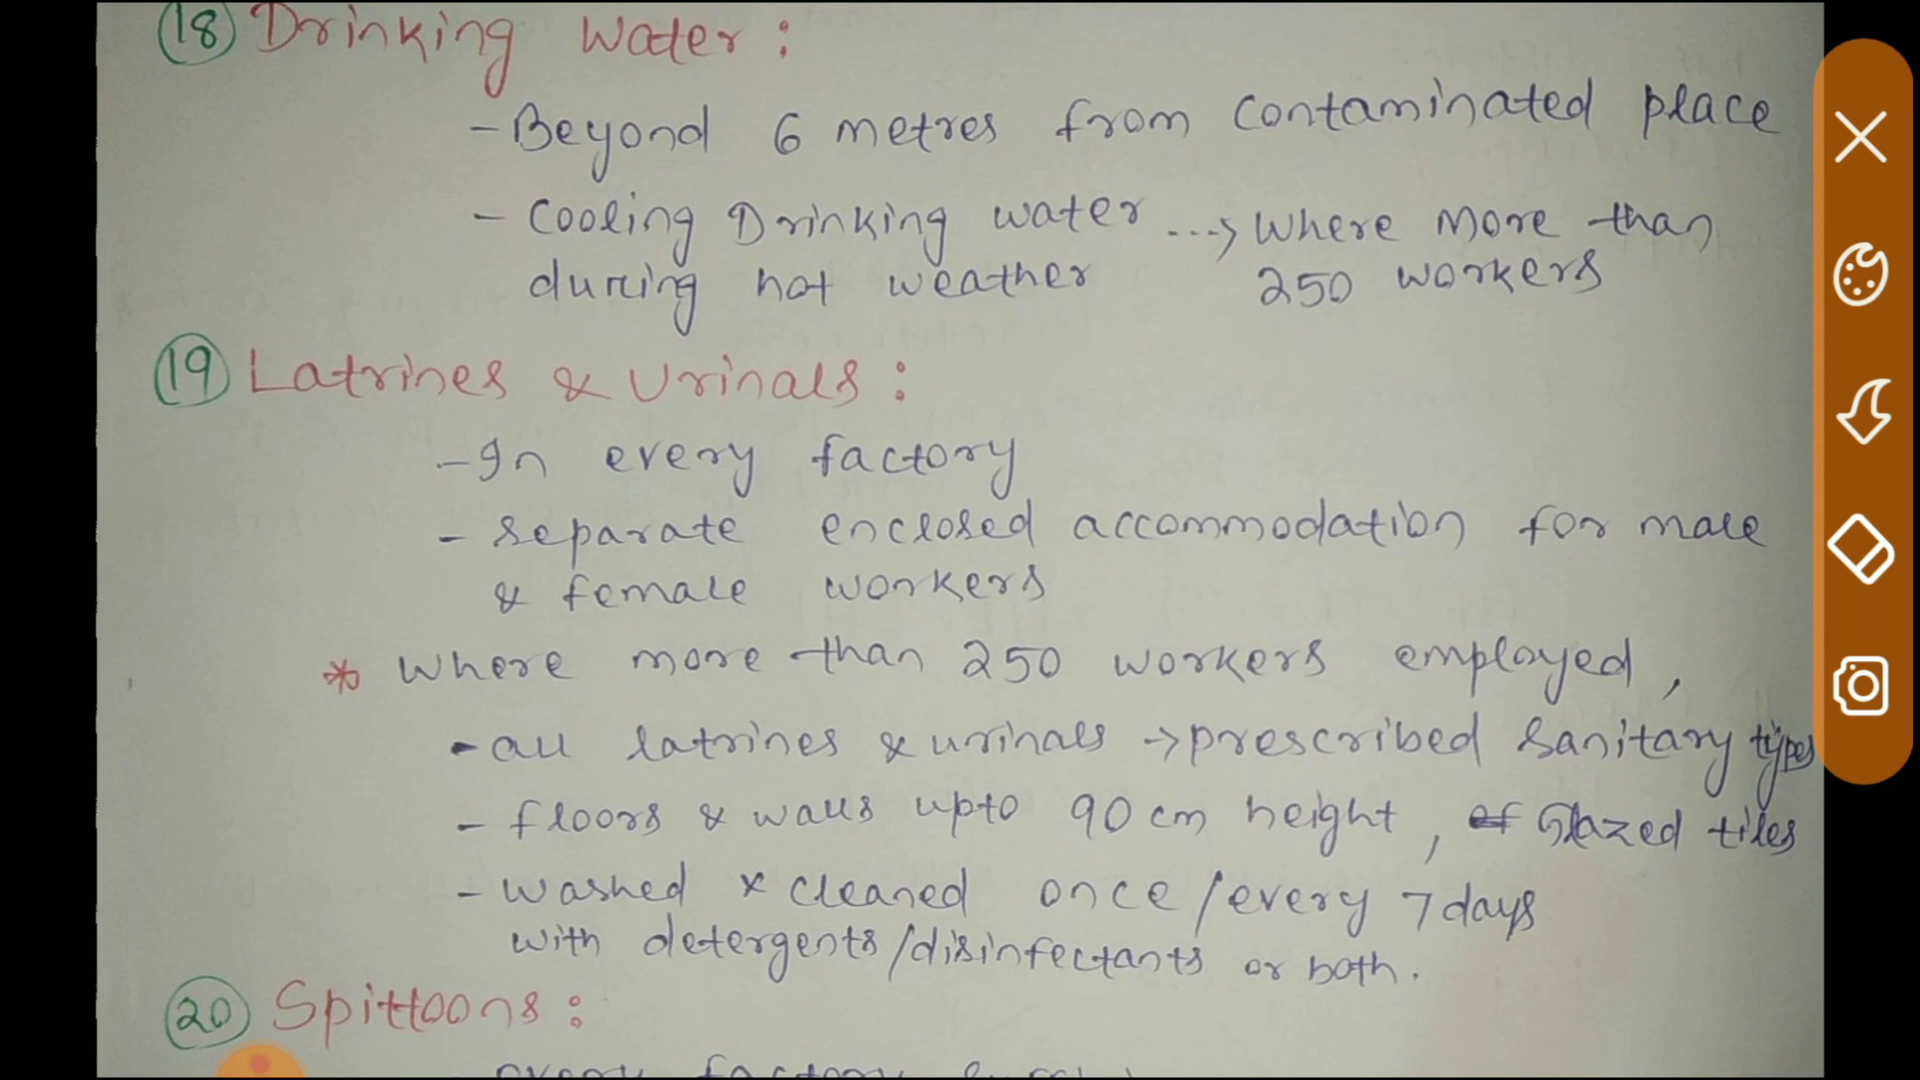 18 Drinking Water :
- Beyond 6 metres from contaminated place
- Cooling Drinking water ---> Where More than
during hot weather 250 workers
19 Latrines & Urinals :
- In every factory
- separate enclosed accommodation for male
& female workers
* Where more than 250 workers employed,
- all latrines & urinals → prescribed sanitary types
- floors & walls upto 90 cm height, Glazed tiles
- washed & cleaned once/every 7 days
with detergents/disinfectants or both.
20 Spittoons :
every factory